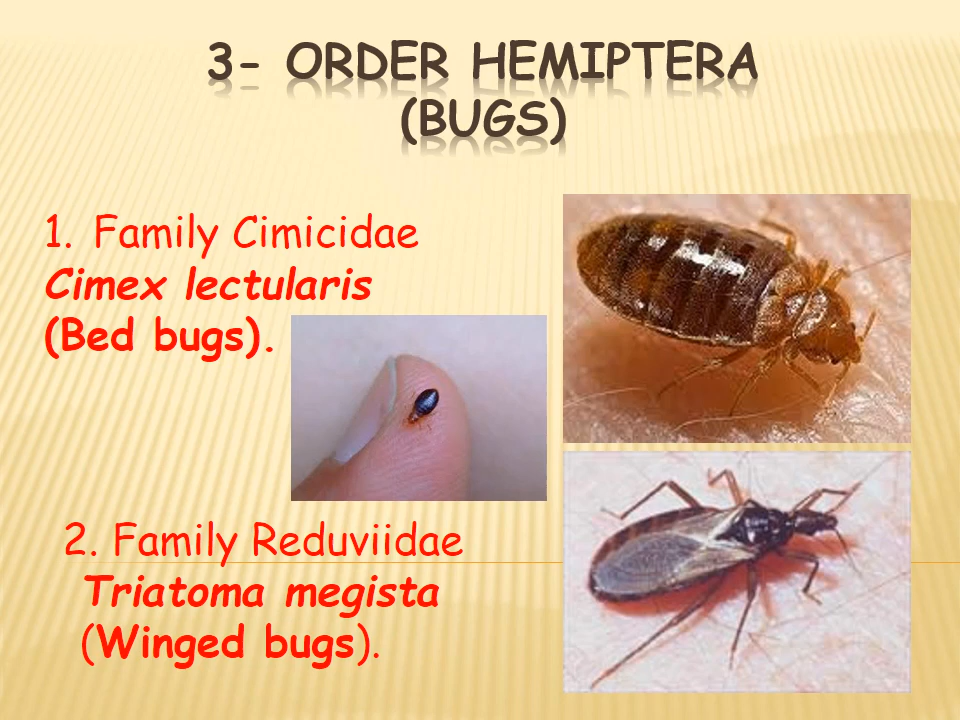 3- ORDER HEMIPTERA
(BUGS)
1. Family Cimicidae
Cimex lectularis
(Bed bugs).
2. Family Reduviidae
Triatoma megista
(Winged bugs).